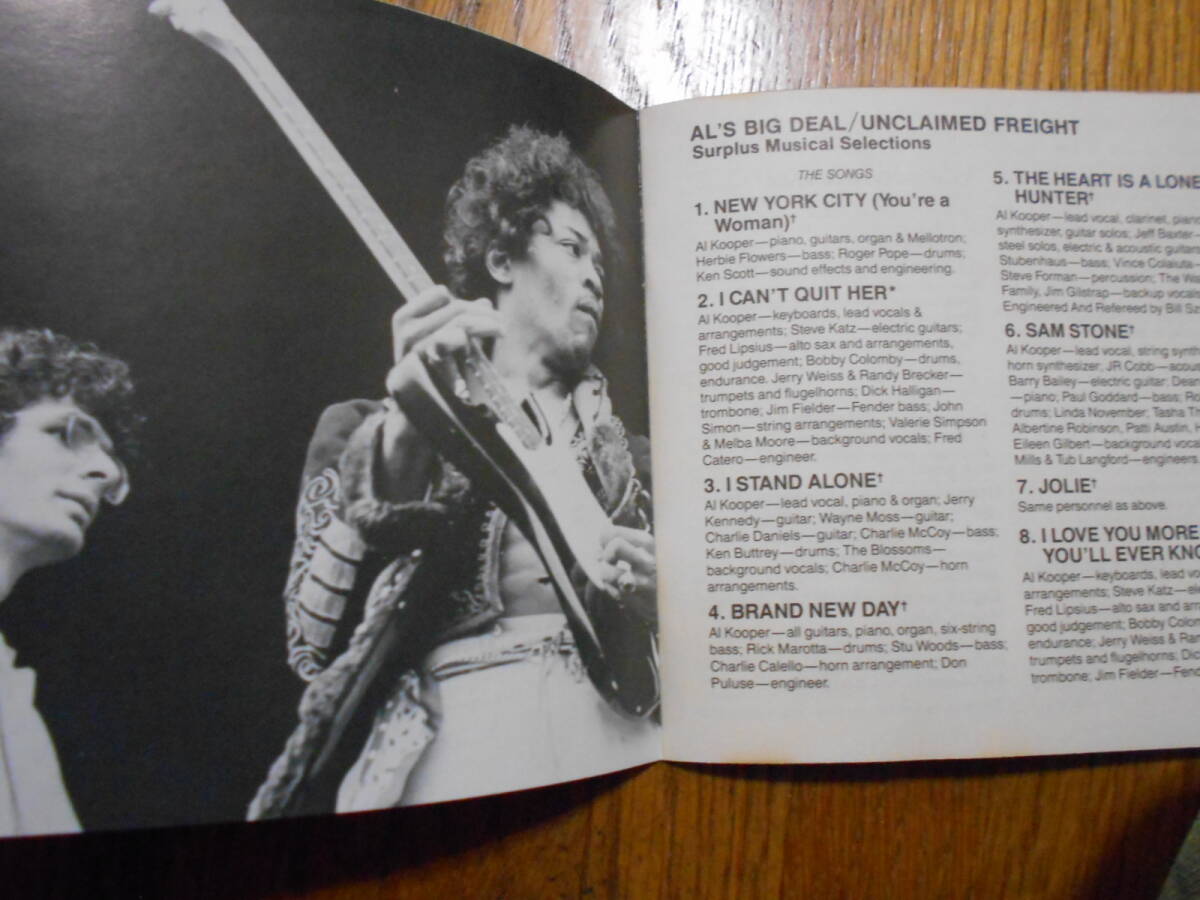 AL'S BIG DEAL/UNCLAIMED FREIGHT
Surplus Musical Selections
THE SONGS
1. NEW YORK CITY (You're a
Woman)†
Al Kooper—piano, guitars, organ & Mellotron;
Herbie Flowers—bass; Roger Pope—drums;
Ken Scott—sound effects and engineering.
2. I CAN'T QUIT HER*
Al Kooper—keyboards, lead vocals &
arrangements; Steve Katz—electric guitars;
Fred Lipsius—alto sax and arrangements,
good judgement; Bobby Colomby—drums,
endurance. Jerry Weiss & Randy Brecker—
trumpets and flugelhorns; Dick Halligan—
trombone; Jim Fielder—Fender bass; John
Simon—string arrangements; Valerie Simpson
& Melba Moore—background vocals; Fred
Catero—engineer.
3. I STAND ALONE†
Al Kooper—lead vocal, piano & organ; Jerry
Kennedy—guitar; Wayne Moss—guitar;
Charlie Daniels—guitar; Charlie McCoy—bass;
Ken Buttrey—drums; The Blossoms—
background vocals; Charlie McCoy—horn
arrangements.
4. BRAND NEW DAY†
Al Kooper—all guitars, piano, organ, six-string
bass; Rick Marotta—drums; Stu Woods—bass;
Charlie Calello—horn arrangement; Don
Puluse—engineer.
5. THE HEART IS A LONE
HUNTER†
Al Kooper—lead vocal, clarinet,
synthesizer, guitar solos; Jeff Baxter—
steel solos, electric & acoustic
Stubenhaus—bass; Vince Colaiuta—
Steve Forman—percussion; The
Family, Jim Gilstrap—backup
Engineered And Refereed by Bill
6. SAM STONE†
Al Kooper—lead vocal, string
horn synthesizer; JR Cobb—
Barry Bailey—electric guitar;
—piano; Paul Goddard—bass;
drums; Linda November; Tasha
Albertine Robinson, Patti Austin,
Eileen Gilbert—background
Mills & Tub Langford—engineers.
7. JOLIE†
Same personnel as above.
8. I LOVE YOU MORE
YOU'LL EVER
Al Kooper—keyboards, lead
arrangements; Steve Katz—
Fred Lipsius—alto sax and
good judgement; Bobby
endurance; Jerry Weiss &
trumpets and flugelhorns;
trombone; Jim Fielder—